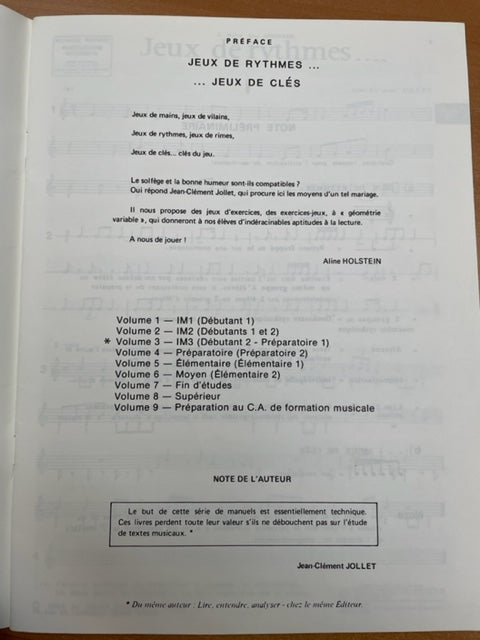 PRÉFACE
JEUX DE RYTHMES ...
... JEUX DE CLÉS
Jeux de mains, jeux de vilains,
Jeux de rythmes, jeux de rimes,
Jeux de clés... clés du jeu.
Le solfège et la bonne humeur sont-ils compatibles ?
Oui répond Jean-Clément Jollet, qui procure ici les moyens d'un tel mariage.
Il nous propose des jeux d'exercices, des exercices-jeux, à « géométrie
variable », qui donneront à nos élèves d'indéracinables aptitudes à la lecture.
A nous de jouer !
Aline HOLSTEIN
Volume 1 — IM1 (Débutant 1)
Volume 2 — IM2 (Débutants 1 et 2)
* Volume 3 — IM3 (Débutant 2 - Préparatoire 1)
Volume 4 — Préparatoire (Préparatoire 2)
Volume 5 — Élémentaire (Élémentaire 1)
Volume 6 — Moyen (Élémentaire 2)
Volume 7 — Fin d'études
Volume 8 — Supérieur
Volume 9 — Préparation au C.A. de formation musicale
NOTE DE L'AUTEUR
Le but de cette série de manuels est essentiellement technique.
Ces livres perdent toute leur valeur s'ils ne débouchent pas sur l'étude
de textes musicaux. *
Jean-Clément JOLLET
* Du même auteur : Lire, entendre, analyser - chez le même Éditeur.